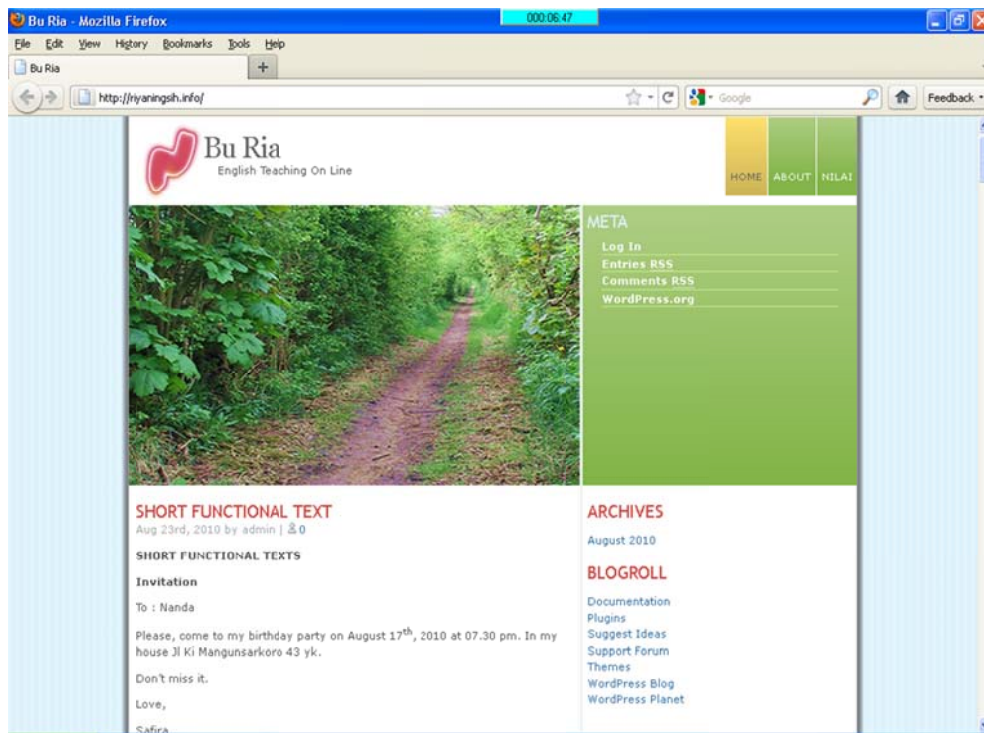 Bu Ria - Mozilla Firefox
000:06:47
File Edit View History Bookmarks Tools Help
Bu Ria
http://riyaningsih.info/
Google
Feedback
Bu Ria
English Teaching On Line
HOME
ABOUT
NILAI
META
Log In
Entries RSS
Comments RSS
WordPress.org
SHORT FUNCTIONAL TEXT
Aug 23rd, 2010 by admin | 0
SHORT FUNCTIONAL TEXTS
Invitation
To : Nanda
Please, come to my birthday party on August 17th, 2010 at 07.30 pm. In my
house Jl Ki Mangunsarkoro 43 yk.
Don't miss it.
Love,
Safira
ARCHIVES
August 2010
BLOGROLL
Documentation
Plugins
Suggest Ideas
Support Forum
Themes
WordPress Blog
WordPress Planet